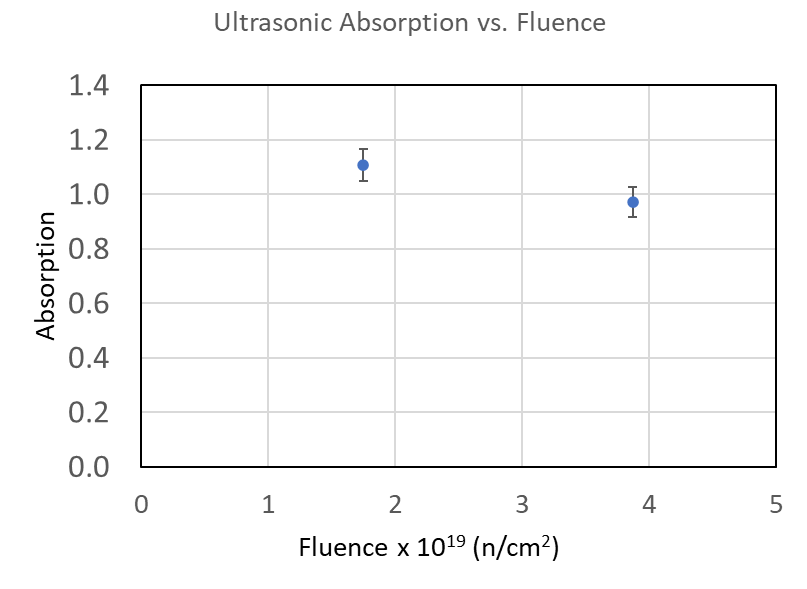 Ultrasonic Absorption vs. Fluence
1.4
1.2
1.0
0.8
0.6
0.4
0.2
0.0
Absorption
0 1 2 3 4 5
Fluence x 10¹⁹ (n/cm²)